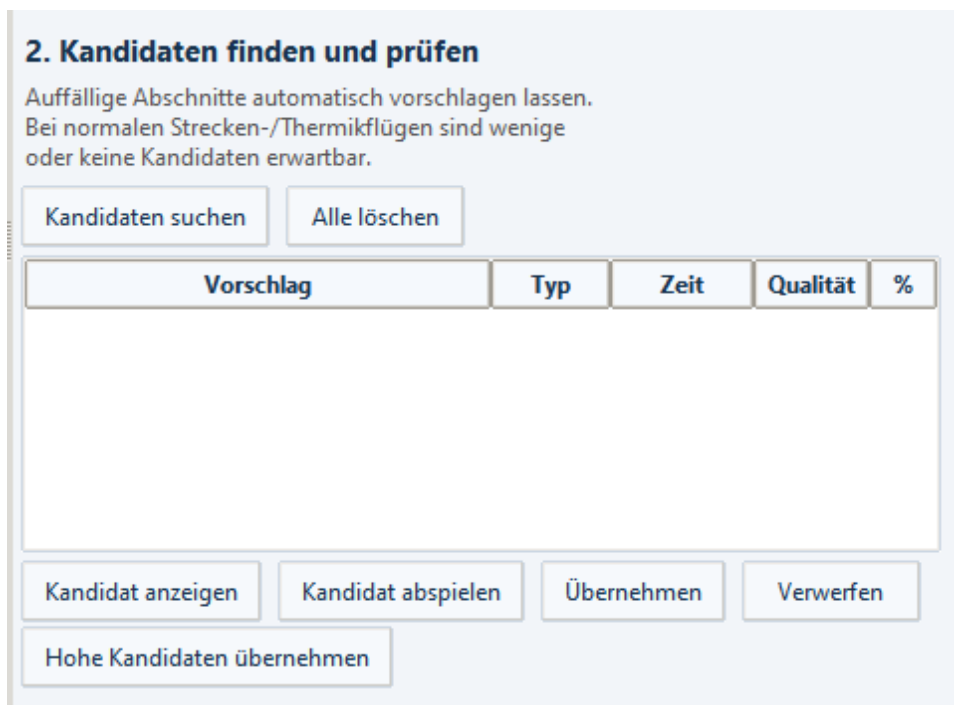 2. Kandidaten finden und prüfen
Auffällige Abschnitte automatisch vorschlagen lassen.
Bei normalen Strecken-/Thermikflügen sind wenige
oder keine Kandidaten erwartbar.
Kandidaten suchen Alle löschen
Vorschlag Typ Zeit Qualität %
Kandidat anzeigen Kandidat abspielen Übernehmen Verwerfen
Hohe Kandidaten übernehmen